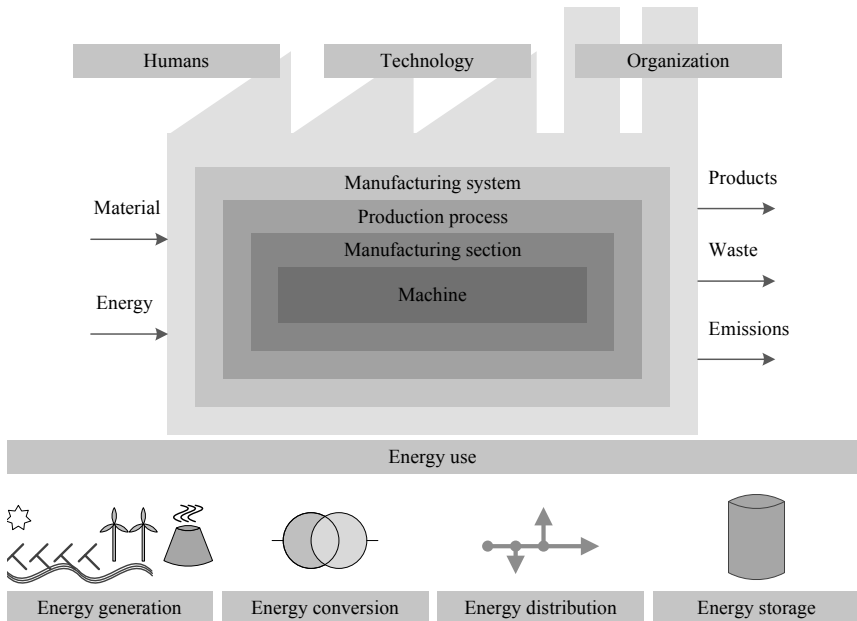 Humans
Technology
Organization
Manufacturing system
Production process
Manufacturing section
Machine
Material
Energy
Products
Waste
Emissions
Energy use
Energy generation
Energy conversion
Energy distribution
Energy storage